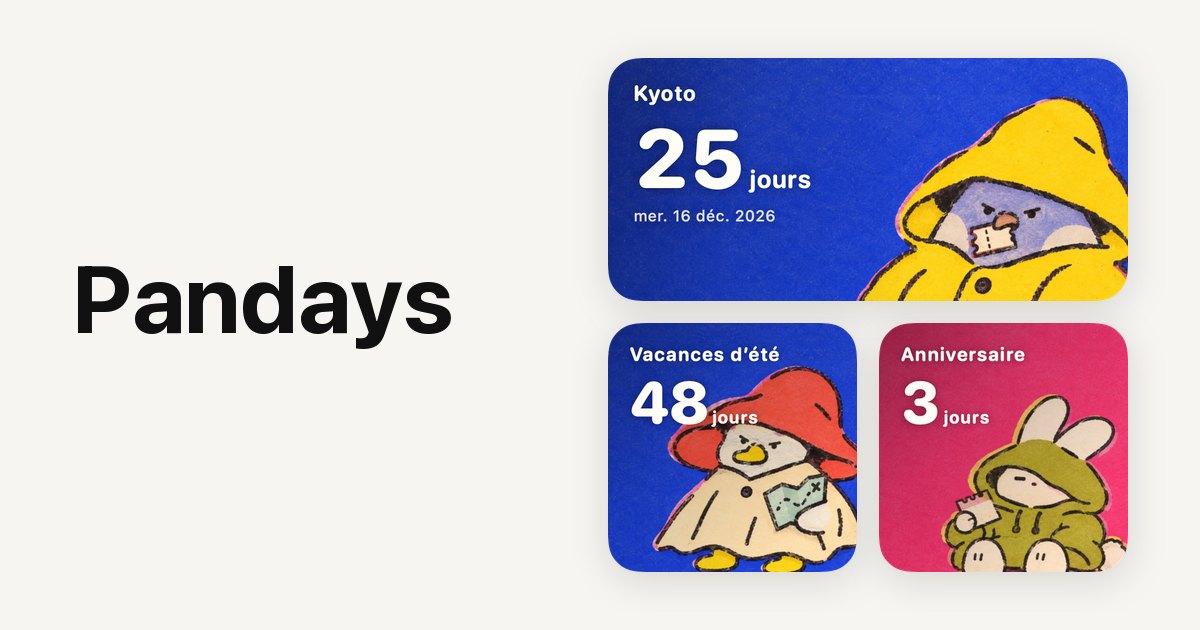 Pandays
Kyoto
25 jours
mer. 16 déc. 2026
Vacances d’été
48 jours
Anniversaire
3 jours